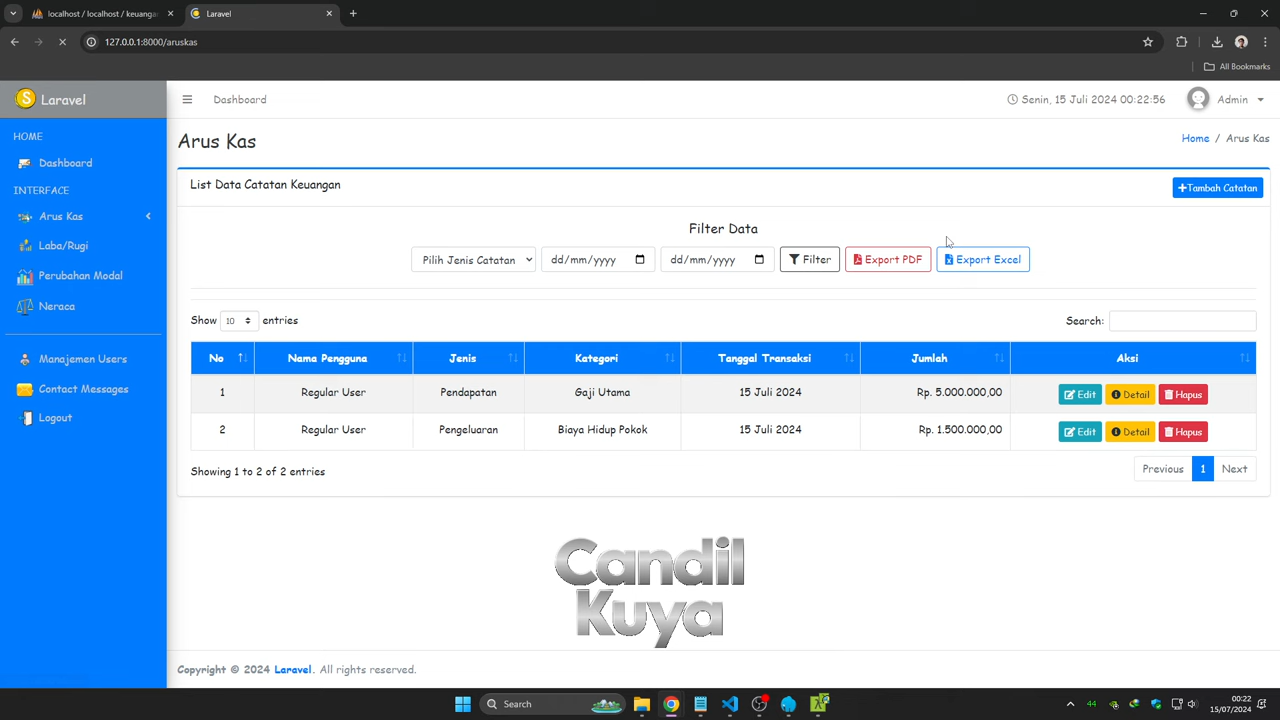 localhost / localhost / keuangan
Laravel
127.0.0.1:8000/aruskas
All Bookmarks
Laravel
Dashboard
Senin, 15 Juli 2024 00:22:56
Admin
HOME
Dashboard
INTERFACE
Arus Kas
Laba/Rugi
Perubahan Modal
Neraca
Manajemen Users
Contact Messages
Logout
Arus Kas
Home / Arus Kas
List Data Catatan Keuangan
Tambah Catatan
Filter Data
Pilih Jenis Catatan
dd/mm/yyyy
dd/mm/yyyy
Filter
Export PDF
Export Excel
Show 10 entries
Search:
No Nama Pengguna Jenis Kategori Tanggal Transaksi Jumlah Aksi
1 Regular User Pendapatan Gaji Utama 15 Juli 2024 Rp. 5.000.000,00 Edit Detail Hapus
2 Regular User Pengeluaran Biaya Hidup Pokok 15 Juli 2024 Rp. 1.500.000,00 Edit Detail Hapus
Showing 1 to 2 of 2 entries
Previous 1 Next
Candil
Kuya
Copyright © 2024 Laravel. All rights reserved.
Search
44
00:22
15/07/2024